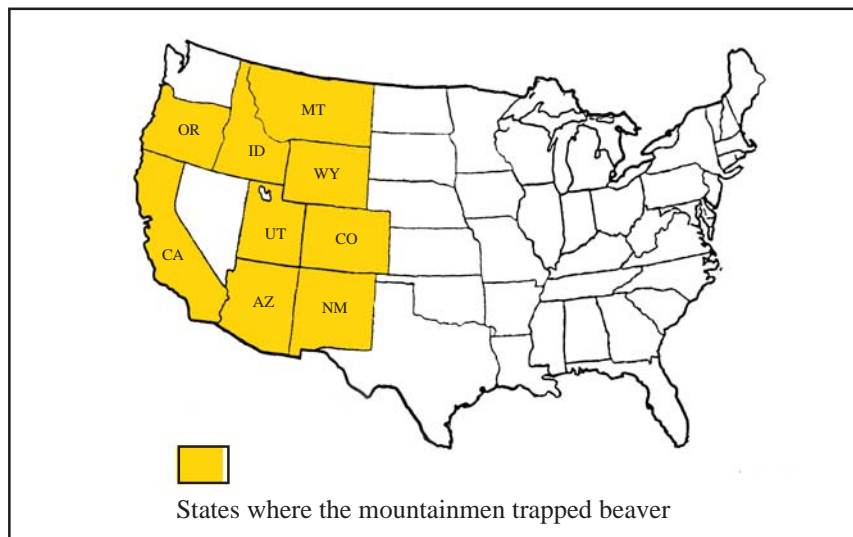 MT
OR
ID
WY
UT
CO
CA
AZ
NM
States where the mountainmen trapped beaver